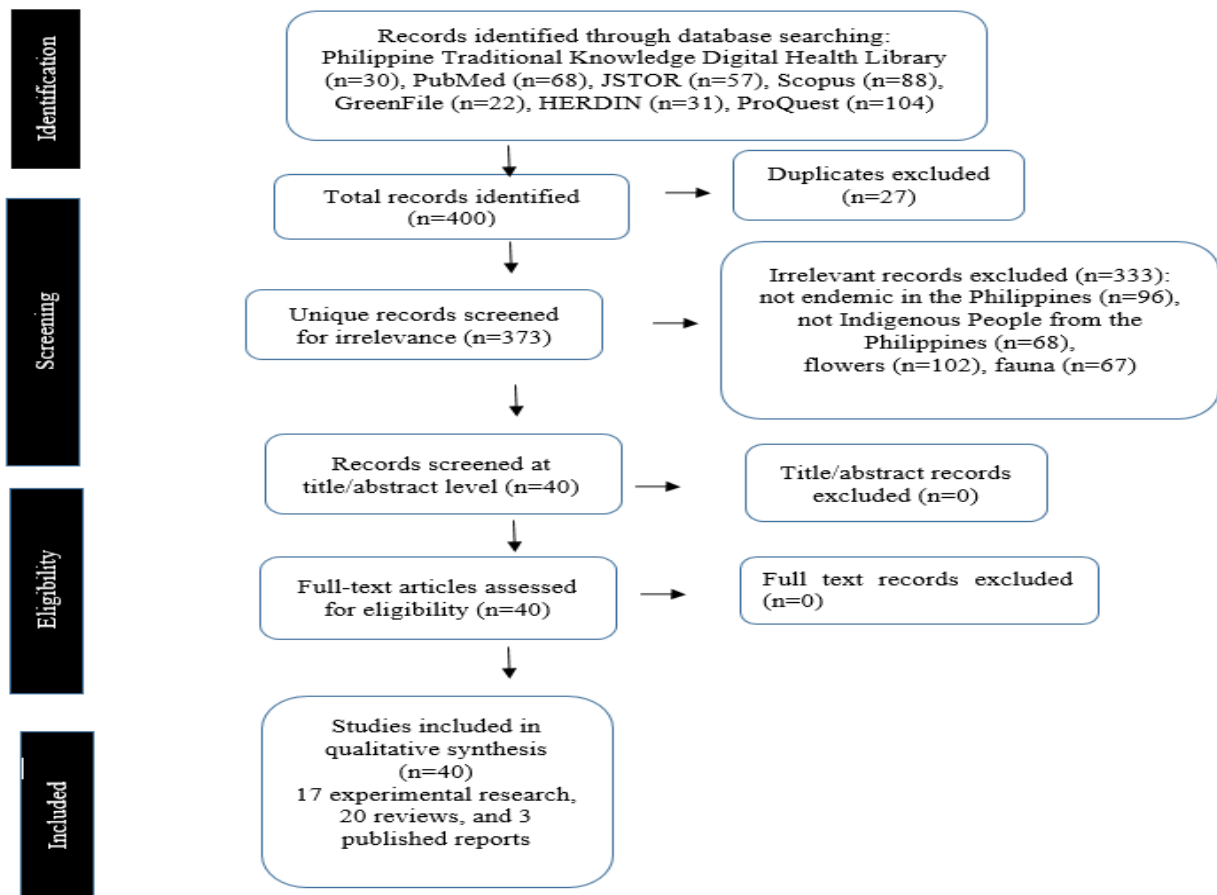 Identification
Records identified through database searching:
Philippine Traditional Knowledge Digital Health Library
(n=30), PubMed (n=68), JSTOR (n=57), Scopus (n=88),
GreenFile (n=22), HERDIN (n=31), ProQuest (n=104)
Screening
Total records identified
(n=400)
Duplicates excluded
(n=27)
Unique records screened
for irrelevance (n=373)
Irrelevant records excluded (n=333):
not endemic in the Philippines (n=96),
not Indigenous People from the
Philippines (n=68),
flowers (n=102), fauna (n=67)
Records screened at
title/abstract level (n=40)
Title/abstract records
excluded (n=0)
Eligibility
Full-text articles assessed
for eligibility (n=40)
Full text records excluded
(n=0)
Included
Studies included in
qualitative synthesis
(n=40)
17 experimental research,
20 reviews, and 3
published reports